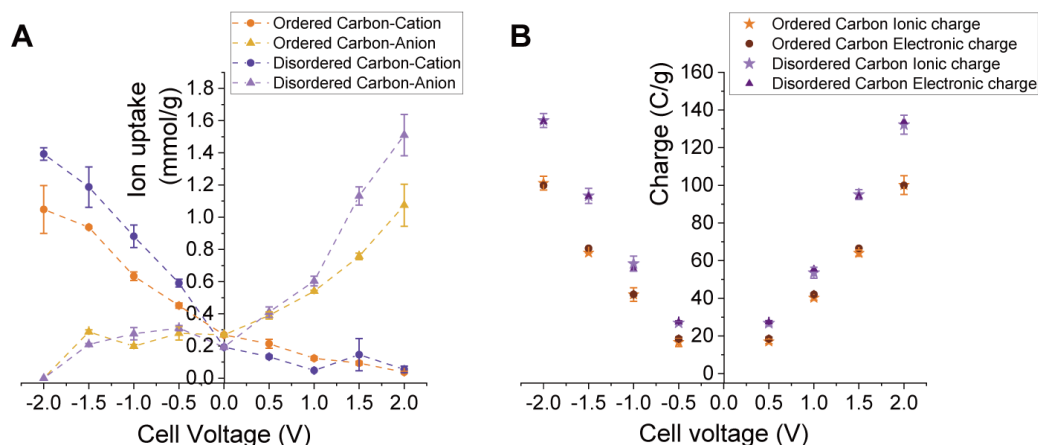 A
Ordered Carbon-Cation
Ordered Carbon-Anion
Disordered Carbon-Cation
Disordered Carbon-Anion
Ion uptake
(mmol/g)
1.8
1.6
1.4
1.2
1.0
0.8
0.6
0.4
0.2
0.0
-2.0 -1.5 -1.0 -0.5 0 0.5 1.0 1.5 2.0
Cell Voltage (V)
B
Ordered Carbon Ionic charge
Ordered Carbon Electronic charge
Disordered Carbon Ionic charge
Disordered Carbon Electronic charge
Charge (C/g)
160
140
120
100
80
60
40
20
0
-2.0 -1.5 -1.0 -0.5 0 0.5 1.0 1.5 2.0
Cell voltage (V)